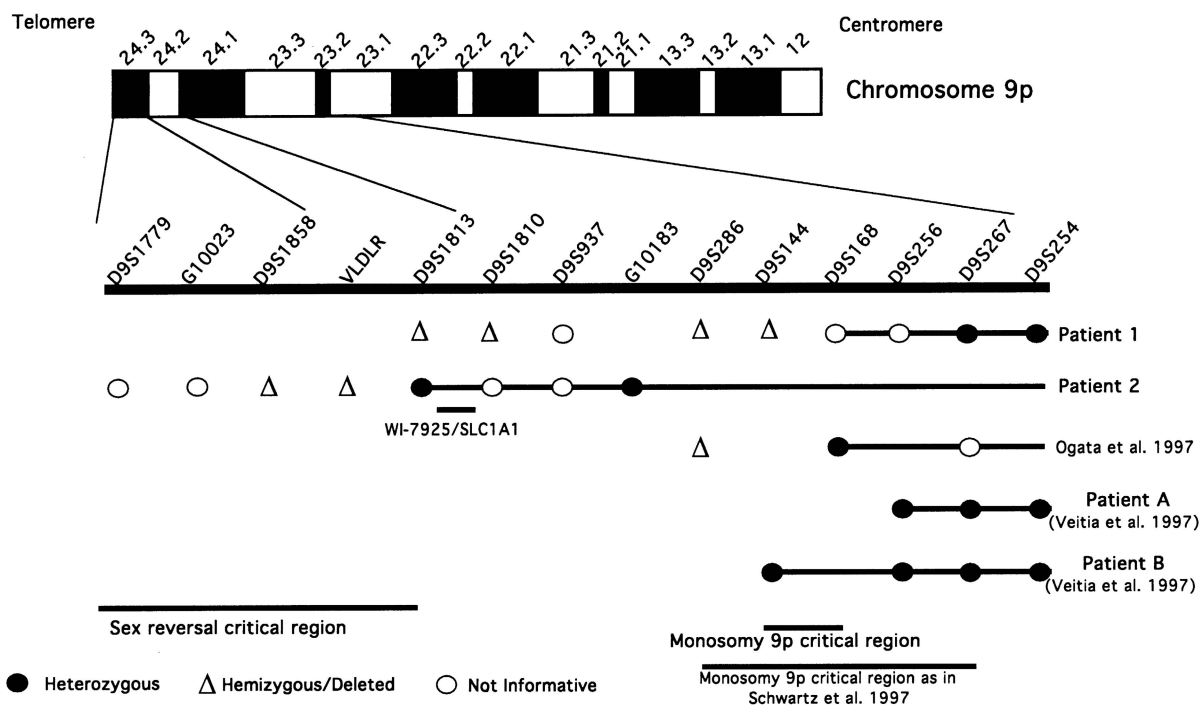 Telomere
Centromere
24.3 24.2 24.1 23.3 23.2 23.1 22.3 22.2 22.1 21.3 21.2 21.1 13.3 13.2 13.1 12
Chromosome 9p
D9S1779 G10023 D9S1858 VLDLR D9S1813 D9S1810 D9S937 G10183 D9S286 D9S144 D9S168 D9S256 D9S267 D9S254
Patient 1
Patient 2
WI-7925/SLC1A1
Ogata et al. 1997
Patient A
(Veitia et al. 1997)
Patient B
(Veitia et al. 1997)
Sex reversal critical region
Monosomy 9p critical region
Monosomy 9p critical region as in
Schwartz et al. 1997
Heterozygous
Hemizygous/Deleted
Not Informative